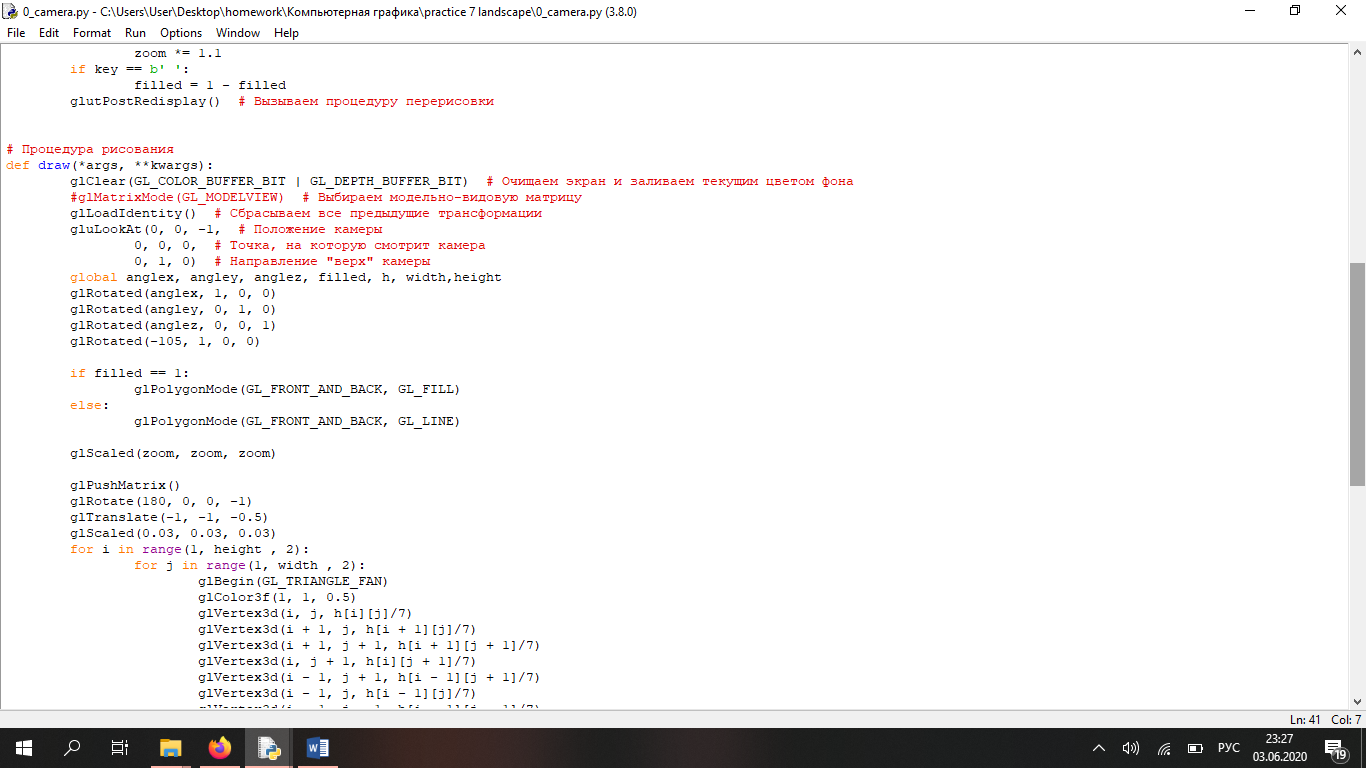 0_camera.py - C:\Users\User\Desktop\homework\Компьютерная графика\practice 7 landscape\0_camera.py (3.8.0)
File Edit Format Run Options Window Help
zoom *= 1.1
if key == b' ':
filled = 1 - filled
glutPostRedisplay()  # Вызываем процедуру перерисовки
# Процедура рисования
def draw(*args, **kwargs):
glClear(GL_COLOR_BUFFER_BIT | GL_DEPTH_BUFFER_BIT)  # Очищаем экран и заливаем текущим цветом фона
#glMatrixMode(GL_MODELVIEW)  # Выбираем модельно-видовую матрицу
glLoadIdentity()  # Сбрасываем все предыдущие трансформации
gluLookAt(0, 0, -1,  # Положение камеры
0, 0, 0,  # Точка, на которую смотрит камера
0, 1, 0)  # Направление "верх" камеры
global anglex, angley, anglez, filled, h, width,height
glRotated(anglex, 1, 0, 0)
glRotated(angley, 0, 1, 0)
glRotated(anglez, 0, 0, 1)
glRotated(-105, 1, 0, 0)
if filled == 1:
glPolygonMode(GL_FRONT_AND_BACK, GL_FILL)
else:
glPolygonMode(GL_FRONT_AND_BACK, GL_LINE)
glScaled(zoom, zoom, zoom)
glPushMatrix()
glRotate(180, 0, 0, -1)
glTranslate(-1, -1, -0.5)
glScaled(0.03, 0.03, 0.03)
for i in range(1, height , 2):
for j in range(1, width , 2):
glBegin(GL_TRIANGLE_FAN)
glColor3f(1, 1, 0.5)
glVertex3d(i, j, h[i][j]/7)
glVertex3d(i + 1, j, h[i + 1][j]/7)
glVertex3d(i + 1, j + 1, h[i + 1][j + 1]/7)
glVertex3d(i, j + 1, h[i][j + 1]/7)
glVertex3d(i - 1, j + 1, h[i - 1][j + 1]/7)
glVertex3d(i - 1, j, h[i - 1][j]/7)
Ln: 41 Col: 7
РУС
23:27
03.06.2020
19